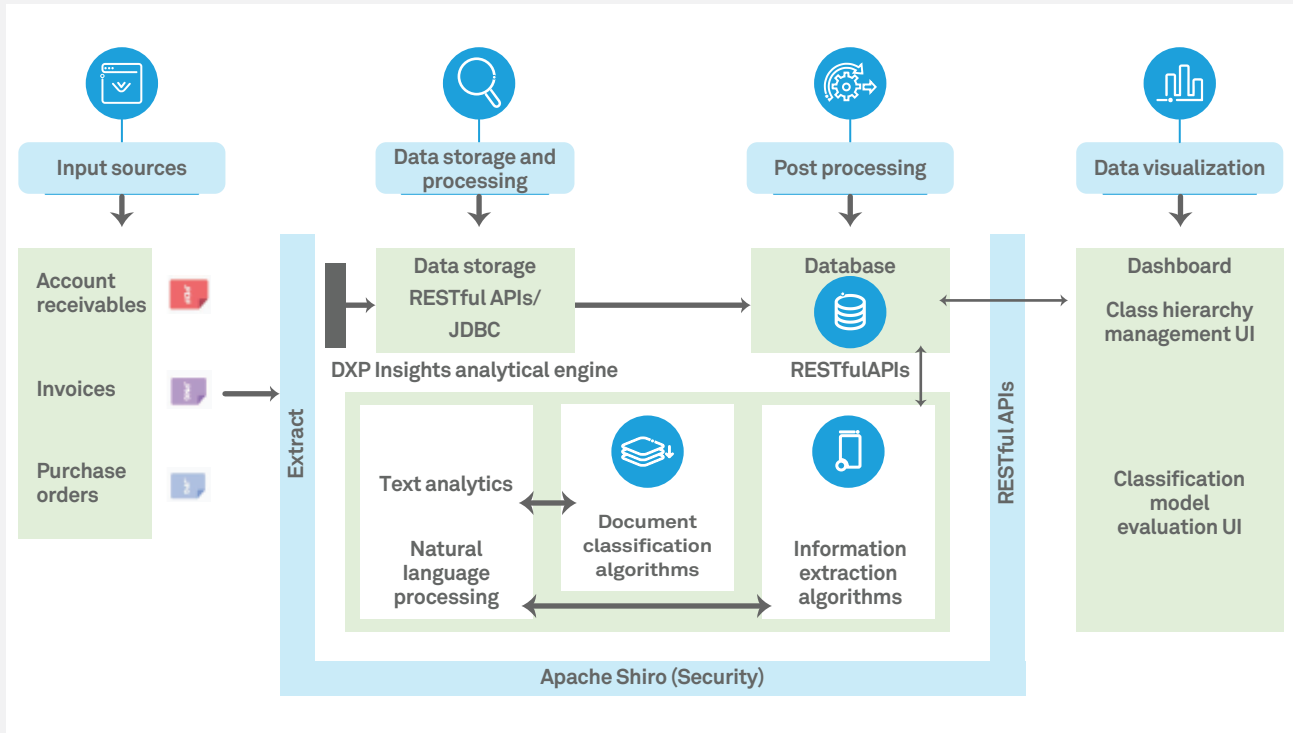 Input sources
Data storage and
processing
Post processing
Data visualization
Account
receivables
Invoices
Purchase
orders
Extract
Data storage
RESTful APIs/
JDBC
Database
RESTfulAPIs
DXP Insights analytical engine
Text analytics
Natural
language
processing
Document
classification
algorithms
Information
extraction
algorithms
RESTful APIs
Apache Shiro (Security)
Dashboard
Class hierarchy
management UI
Classification
model
evaluation UI